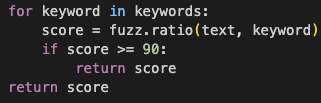 for keyword in keywords:
    score = fuzz.ratio(text, keyword)
    if score >= 90:
        return score
return score